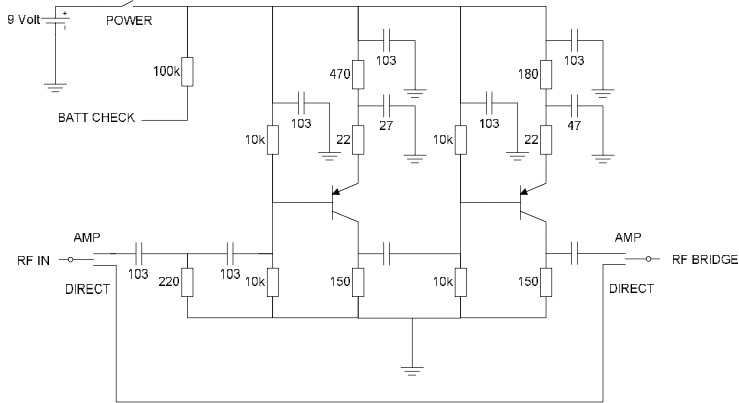 9 Volt
+
POWER
100k
BATT CHECK
103
470
103
27
22
10k
103
180
103
47
22
10k
103
AMP
RF IN
DIRECT
103
220
103
10k
150
10k
150
AMP
RF BRIDGE
DIRECT